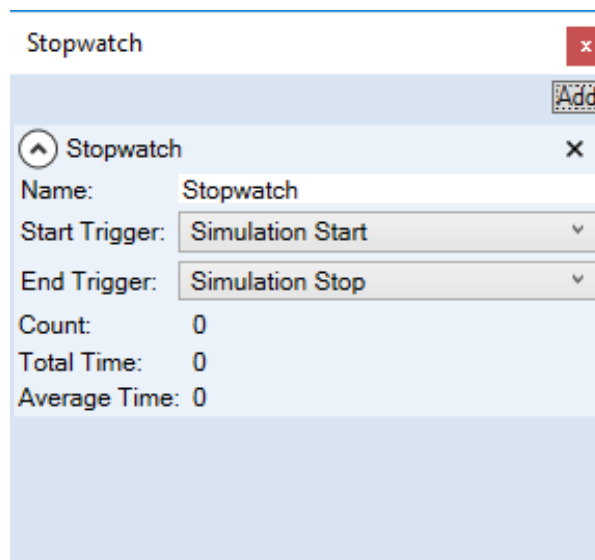 Stopwatch
x
Add
Stopwatch
Name: Stopwatch
Start Trigger: Simulation Start
End Trigger: Simulation Stop
Count: 0
Total Time: 0
Average Time: 0